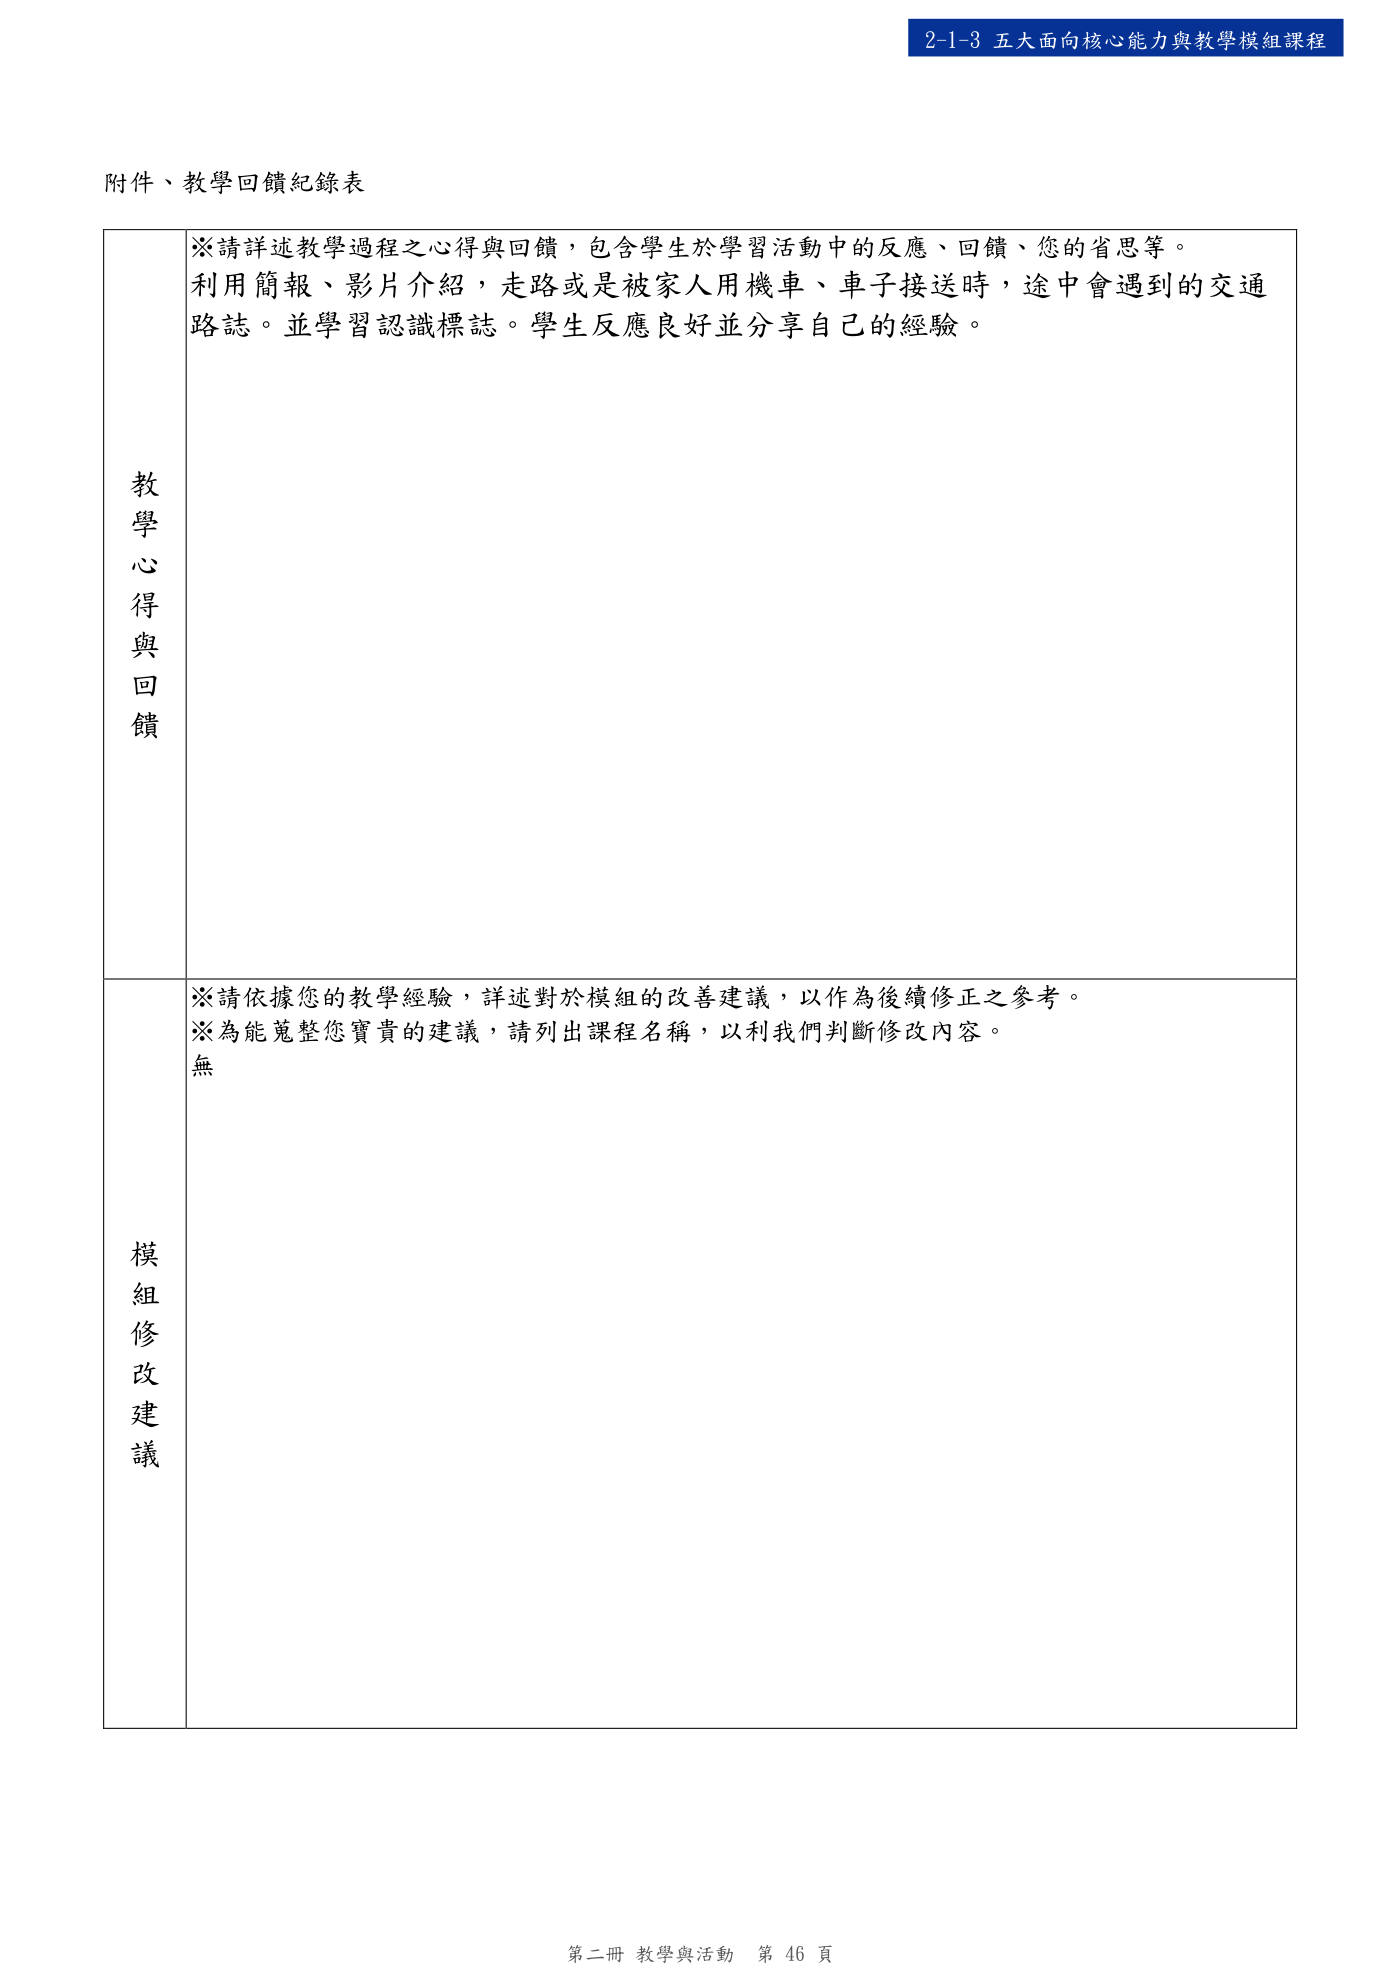 2-1-3 五大面向核心能力與教學模組課程
附件、教學回饋紀錄表
教學心得與回饋
※請詳述教學過程之心得與回饋，包含學生於學習活動中的反應、回饋、您的省思等。
利用簡報、影片介紹，走路或是被家人用機車、車子接送時，途中會遇到的交通
路誌。並學習認識標誌。學生反應良好並分享自己的經驗。
模組修改建議
※請依據您的教學經驗，詳述對於模組的改善建議，以作為後續修正之參考。
※為能蒐整您寶貴的建議，請列出課程名稱，以利我們判斷修改內容。
無
第二冊 教學與活動 第 46 頁